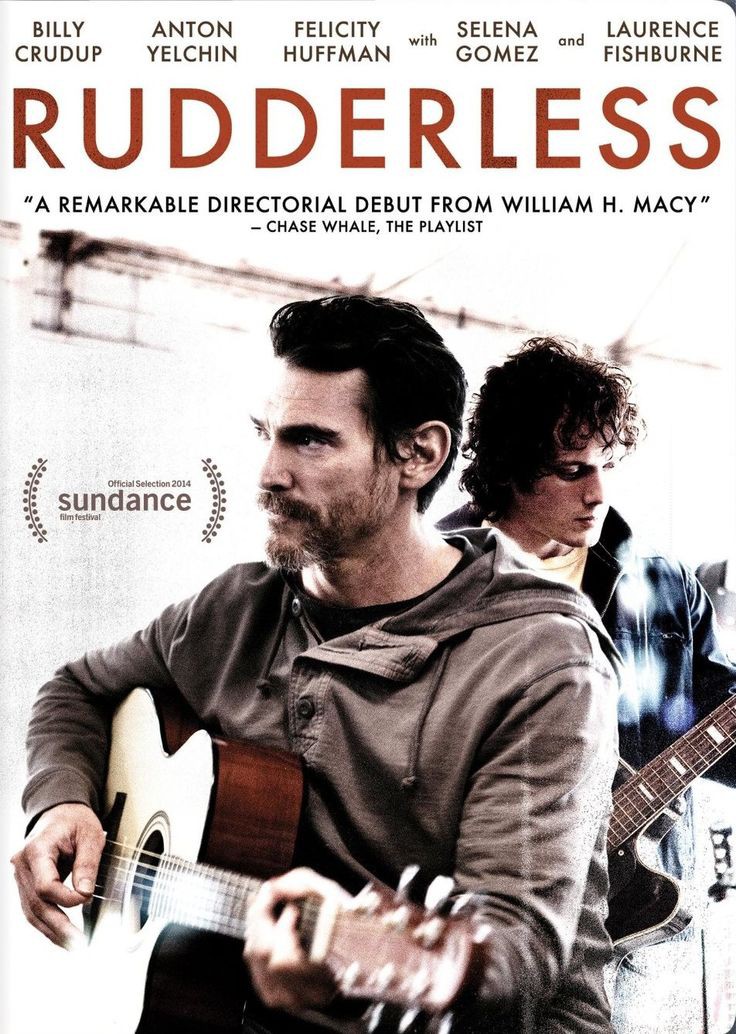 BILLY CRUDUP
ANTON YELCHIN
FELICITY HUFFMAN
with
SELENA GOMEZ
and
LAURENCE FISHBURNE
RUDDERLESS
“A REMARKABLE DIRECTORIAL DEBUT FROM WILLIAM H. MACY”
– CHASE WHALE, THE PLAYLIST
Official Selection 2014
sundance
film festival